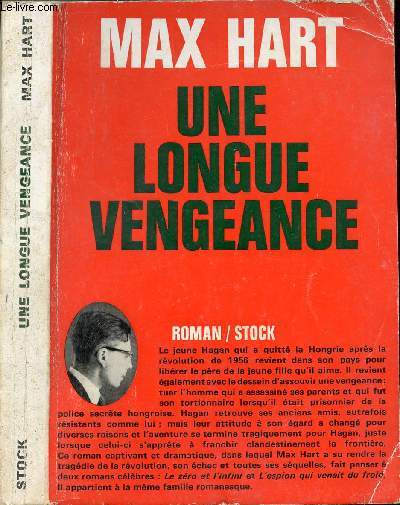 www.le-livre.com
MAX HART
UNE
LONGUE
VENGEANCE
ROMAN / STOCK
Le jeune Hagan qui a quitté la Hongrie après la
révolution de 1956 revient dans son pays pour
libérer le père de la jeune fille qu'il aime. Il revient
également avec le dessein d'assouvir une vengeance :
tuer l'homme qui a assassiné ses parents et qui fut
son tortionnaire lorsqu'il était prisonnier de la
police secrète hongroise. Hagan retrouve ses anciens amis, autrefois
résistants comme lui ; mais leur attitude à son égard a changé pour
diverses raisons et l'aventure se termine tragiquement pour Hagan, juste
lorsque celui-ci s'apprête à franchir clandestinement la frontière.
Ce roman captivant et dramatique, dans lequel Max Hart a su rendre la
tragédie de la révolution, son échec et toutes ses séquelles, fait penser à
deux romans célèbres : Le zéro et l'infini et L'espion qui venait du froid.
Il appartient à la même famille romanesque.
STOCK UNE LONGUE VENGEANCE MAX HART